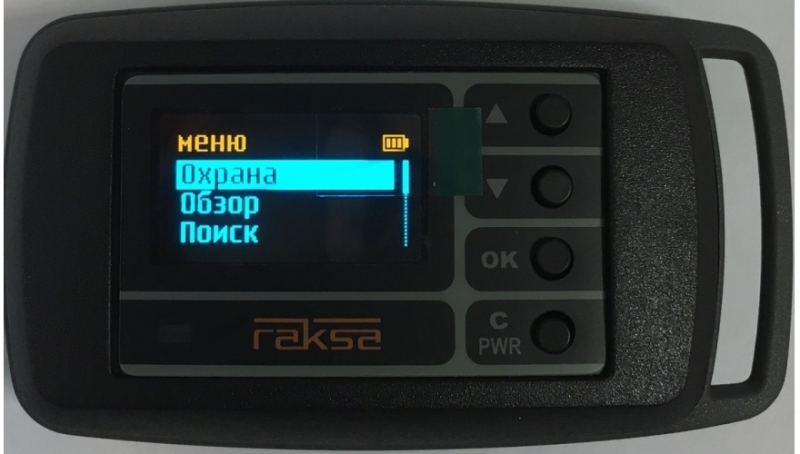 меню
Охрана
Обзор
Поиск
OK
raksa
C
PWR